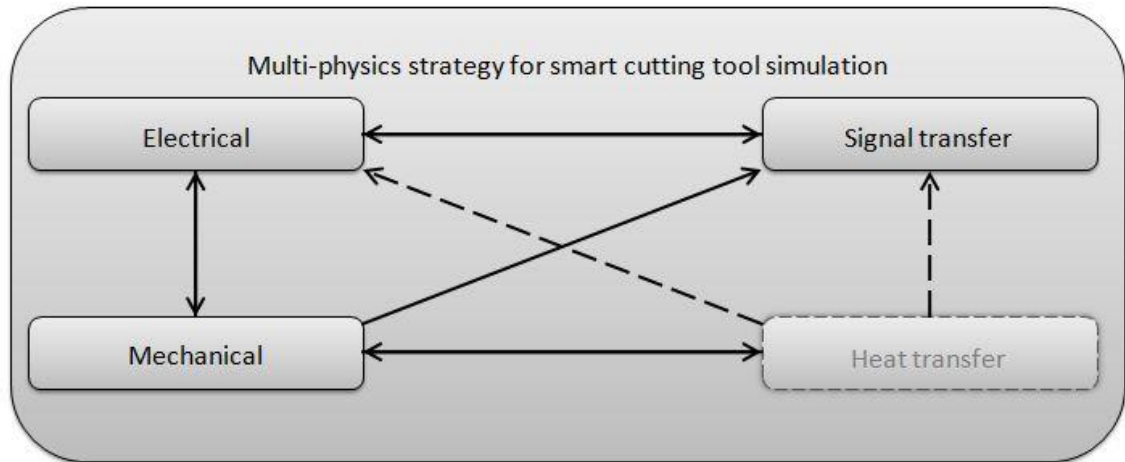 Multi-physics strategy for smart cutting tool simulation
Electrical
Signal transfer
Mechanical
Heat transfer